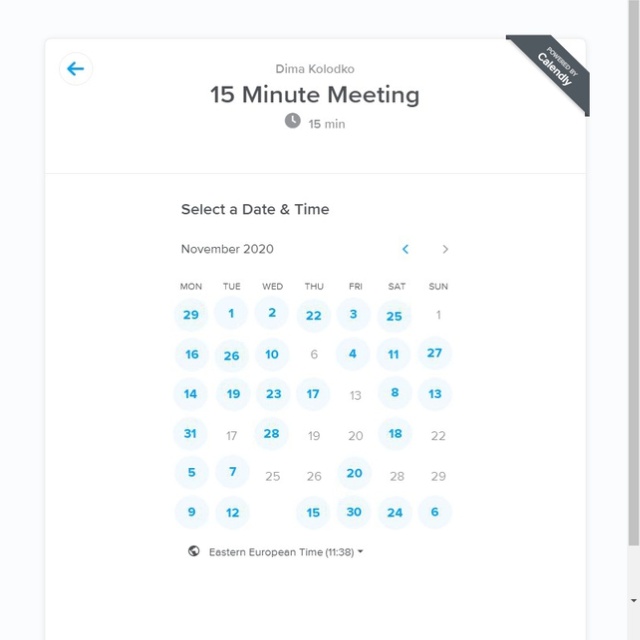 Dima Kolodko
15 Minute Meeting
15 min
POWERED BY
Calendly
Select a Date & Time
November 2020
MON TUE WED THU FRI SAT SUN
29 1 2 22 3 25 1
16 26 10 6 4 11 27
14 19 23 17 13 8 13
31 17 28 19 20 18 22
5 7 25 26 20 28 29
9 12 15 30 24 6
Eastern European Time (11:38)